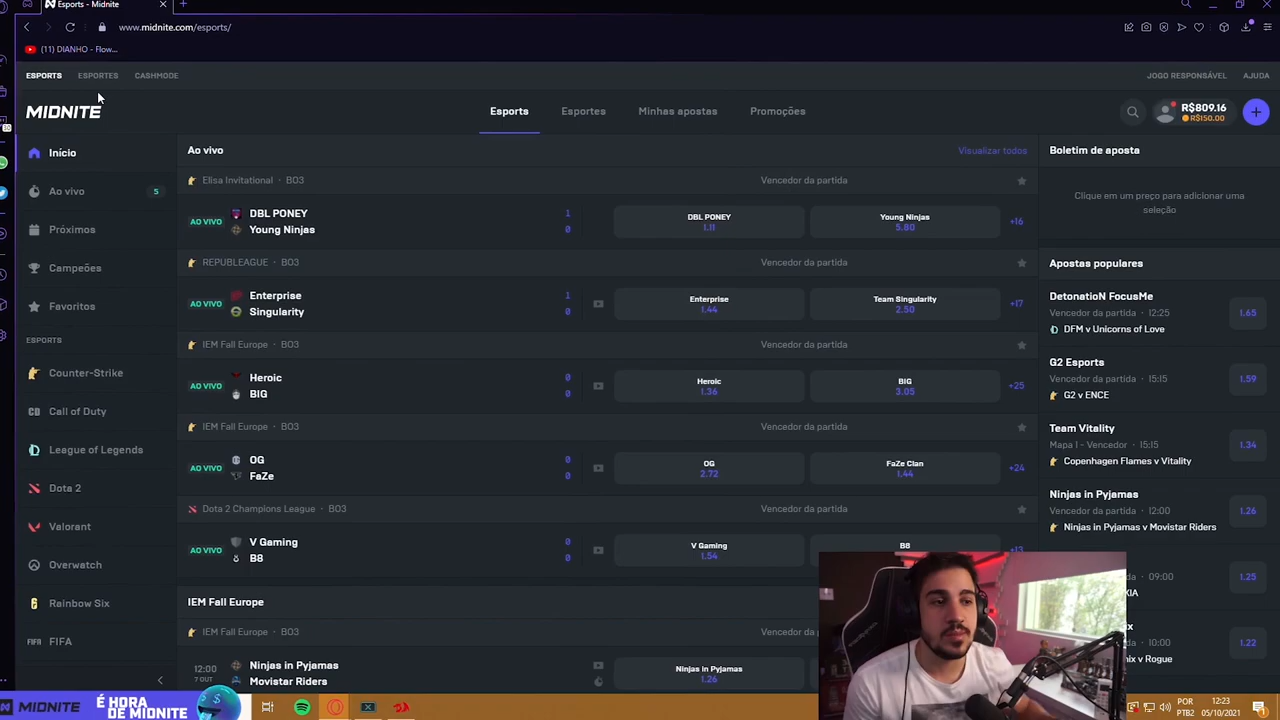 Esports - Midnite
www.midnite.com/esports/
(11) DIANHO - Flow...
ESPORTS ESPORTES CASHMODE
JOGO RESPONSÁVEL AJUDA
MIDNITE
Esports Esportes Minhas apostas Promoções
R$809.16
R$150.00
Início
Ao vivo 5
Próximos
Campeões
Favoritos
ESPORTS
Counter-Strike
Call of Duty
League of Legends
Dota 2
Valorant
Overwatch
Rainbow Six
FIFA
Ao vivo Visualizar todos
Elisa Invitational · BO3 Vencedor da partida
AO VIVO
DBL PONEY 1
Young Ninjas 0
DBL PONEY
1.11
Young Ninjas
5.80
+16
REPUBLEAGUE · BO3 Vencedor da partida
AO VIVO
Enterprise 1
Singularity 0
Enterprise
1.44
Team Singularity
2.50
+17
IEM Fall Europe · BO3 Vencedor da partida
AO VIVO
Heroic 0
BIG 0
Heroic
1.36
BIG
3.05
+25
IEM Fall Europe · BO3 Vencedor da partida
AO VIVO
OG 0
FaZe 0
OG
2.72
FaZe Clan
1.44
+24
Dota 2 Champions League · BO3 Vencedor da partida
AO VIVO
V Gaming 0
B8 0
V Gaming
1.54
B8
+13
IEM Fall Europe
IEM Fall Europe · BO3
12:00
7 OUT
Ninjas in Pyjamas
Movistar Riders
Ninjas in Pyjamas
1.26
Boletim de aposta
Clique em um preço para adicionar uma
seleção
Apostas populares
DetonatioN FocusMe
Vencedor da partida · 12:25
DFM v Unicorns of Love
1.65
G2 Esports
Vencedor da partida · 15:15
G2 v ENCE
1.59
Team Vitality
Mapa 1 - Vencedor · 15:15
Copenhagen Flames v Vitality
1.34
Ninjas in Pyjamas
Vencedor da partida · 12:00
Ninjas in Pyjamas v Movistar Riders
1.26
· 09:00
1.25
· 10:00
v Rogue
1.22
MIDNITE
É HORA
DE MIDNITE
POR
PTB2
12:23
05/10/2021